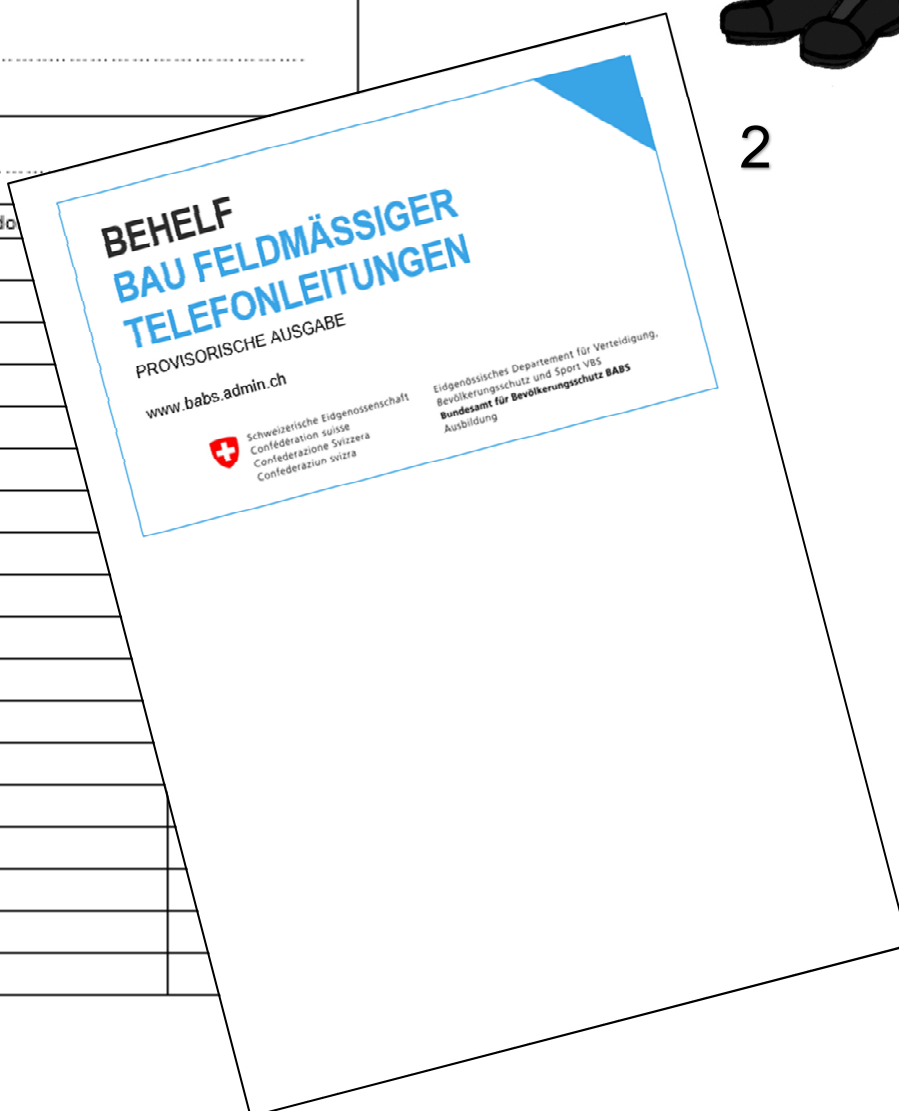 2
BEHELF
BAU FELDMÄSSIGER
TELEFONLEITUNGEN
PROVISORISCHE AUSGABE
www.babs.admin.ch
Schweizerische Eidgenossenschaft
Confédération suisse
Confederazione Svizzera
Confederaziun svizra
Eidgenössisches Departement für Verteidigung,
Bevölkerungsschutz und Sport VBS
Bundesamt für Bevölkerungsschutz BABS
Ausbildung